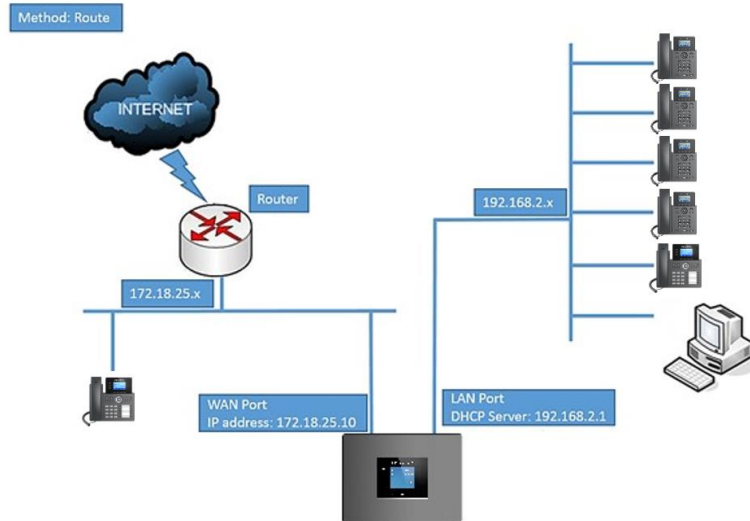 Method: Route
INTERNET
Router
192.168.2.x
172.18.25.x
WAN Port
IP address: 172.18.25.10
LAN Port
DHCP Server: 192.168.2.1